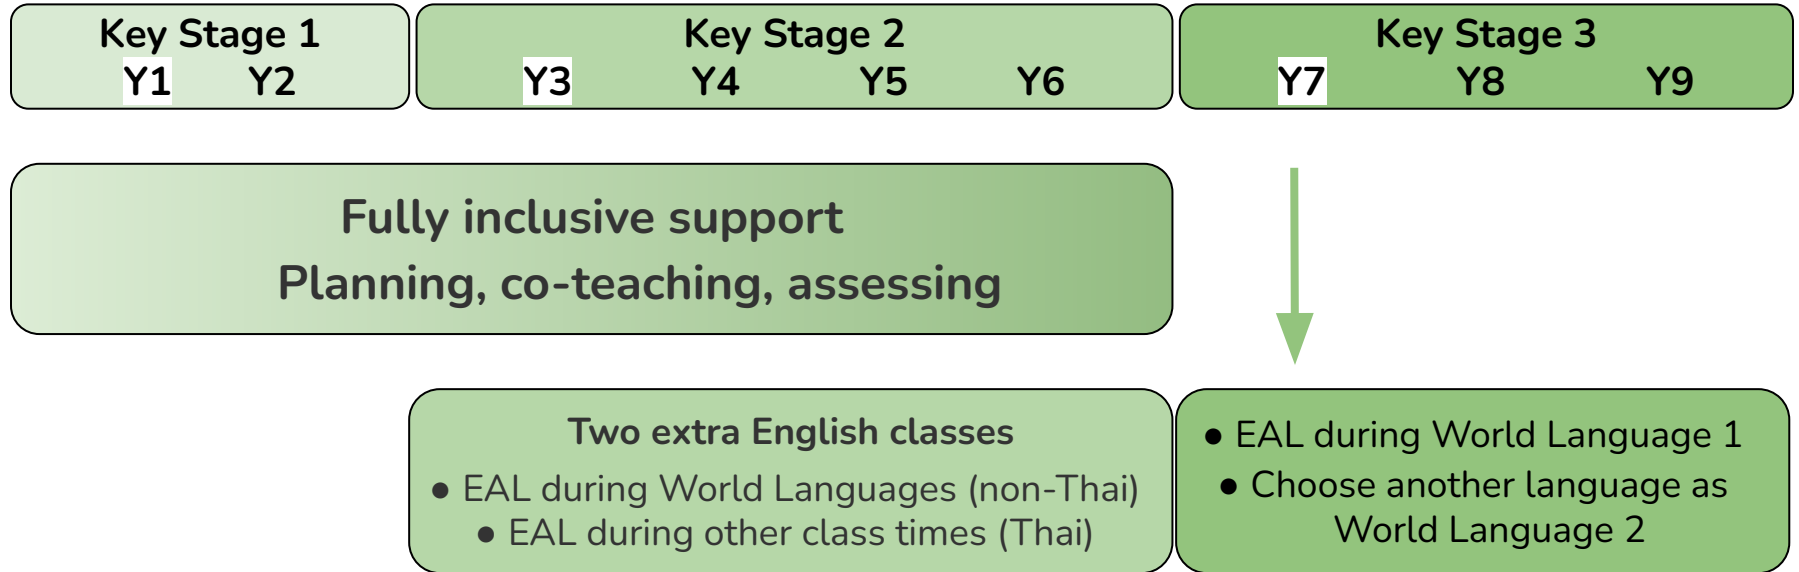 Key Stage 1
Y1 Y2
Key Stage 2
Y3 Y4 Y5 Y6
Key Stage 3
Y7 Y8 Y9
Fully inclusive support
Planning, co-teaching, assessing
Two extra English classes
● EAL during World Languages (non-Thai)
● EAL during other class times (Thai)
● EAL during World Language 1
● Choose another language as
World Language 2